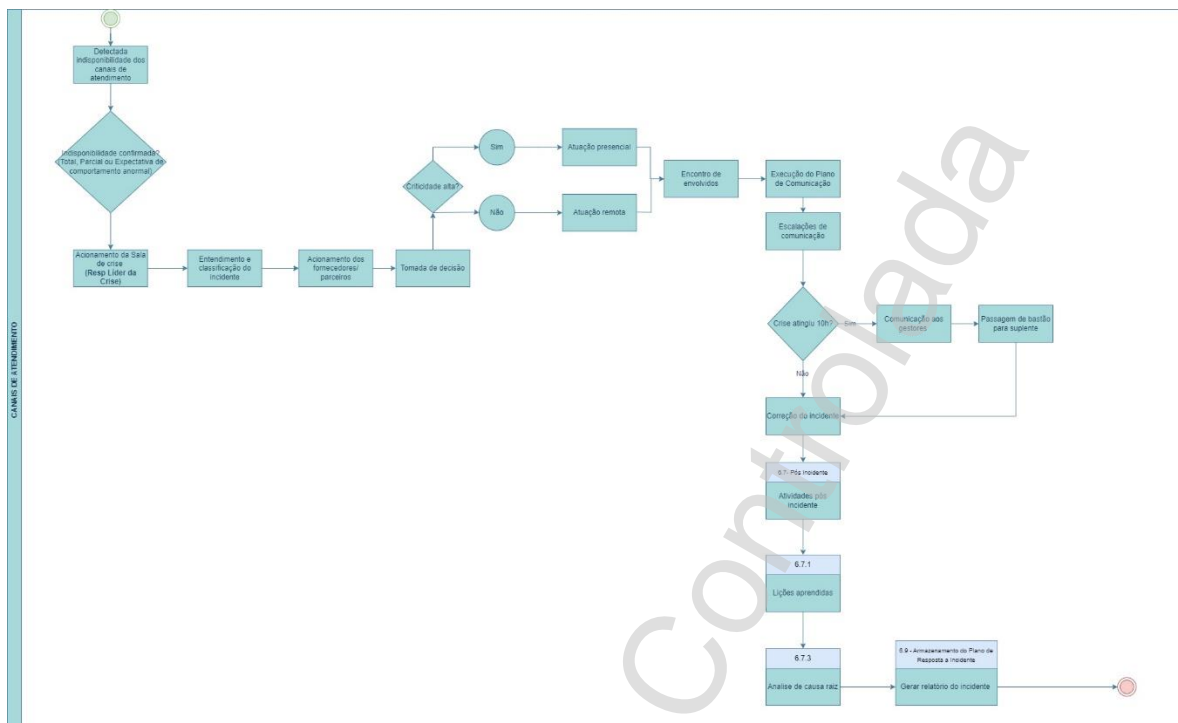 CANAIS DE ATENDIMENTO
Detectada
indisponibilidade dos
canais de
atendimento
Indisponibilidade confirmada?
(Total, Parcial ou Expectativa de
comportamento anormal)
Acionamento da Sala
de crise
(Resp Líder da
Crise)
Entendimento e
classificação do
incidente
Acionamento dos
fornecedores/
parceiros
Tomada de decisão
Criticidade alta?
Sim
Não
Atuação presencial
Atuação remota
Encontro de
envolvidos
Execução do Plano
de Comunicação
Escalações de
comunicação
Crise atingiu 10h?
Sim
Comunicação aos
gestores
Passagem de bastão
para suplente
Não
Correção do incidente
6.7- Pós Incidente
Atividades pós
incidente
6.7.1
Lições aprendidas
6.7.3
Analise de causa raiz
6.9 - Armazenamento do Plano de
Resposta a Incidente
Gerar relatório do incidente
Controlada